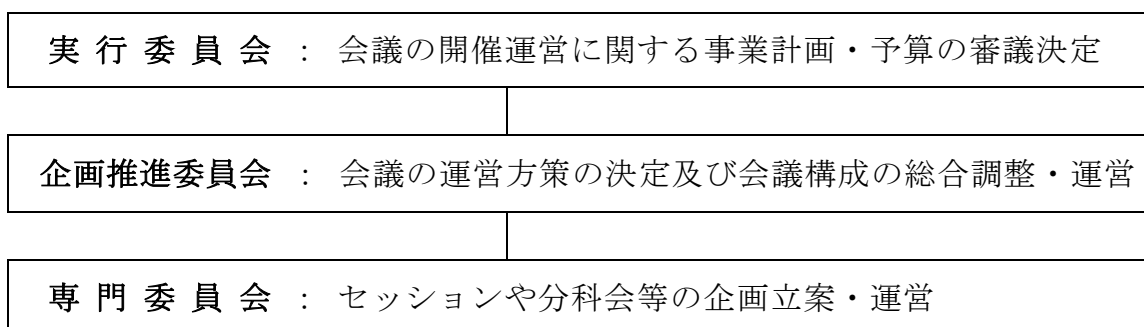 実行委員会 : 会議の開催運営に関する事業計画・予算の審議決定
企画推進委員会 : 会議の運営方策の決定及び会議構成の総合調整・運営
専門委員会 : セッションや分科会等の企画立案・運営